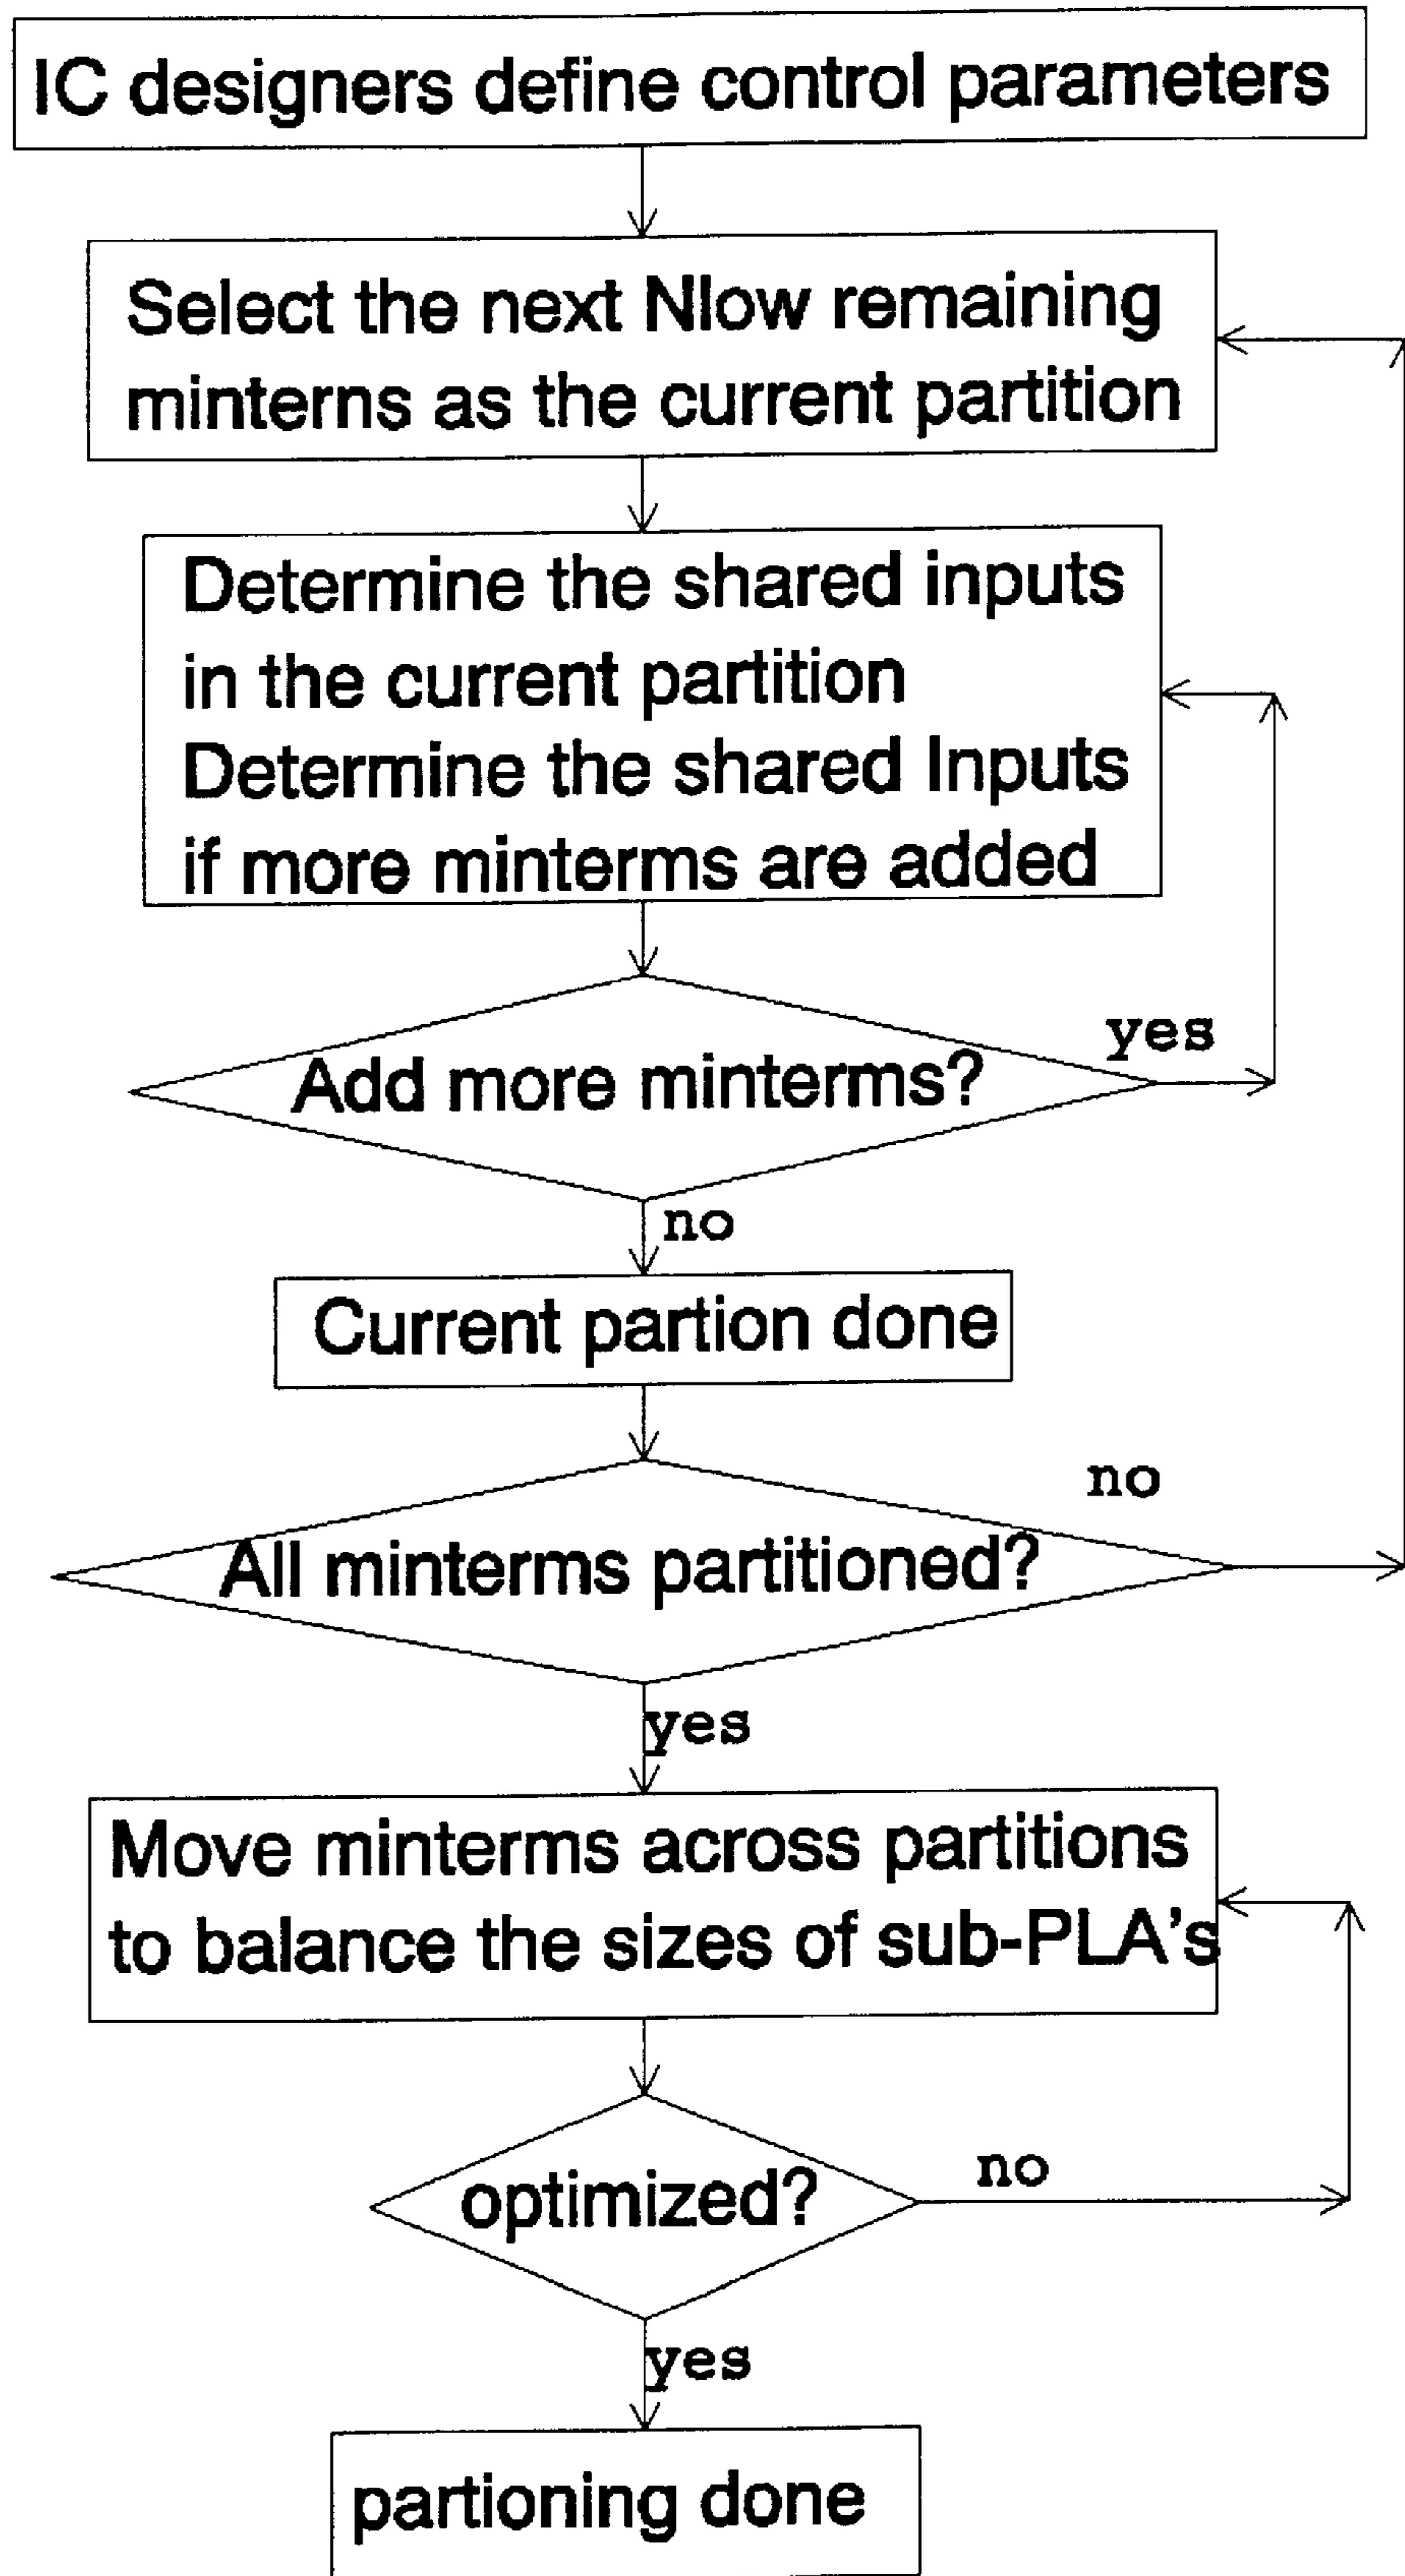 IC designers define control parameters
Select the next Nlow remaining
minterns as the current partition
Determine the shared inputs
in the current partition
Determine the shared Inputs
if more minterms are added
Add more minterms?
yes
no
Current partion done
All minterms partitioned?
no
yes
Move minterms across partitions
to balance the sizes of sub-PLA's
optimized?
no
yes
partioning done